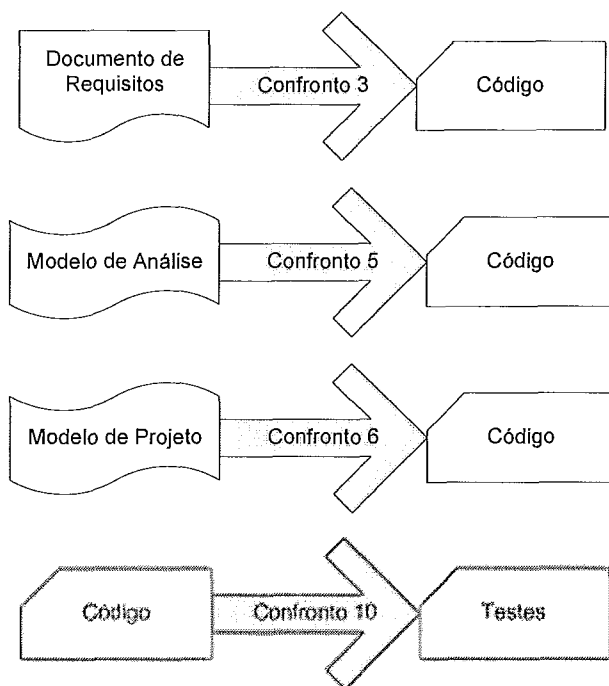 Documento de
Requisitos
Confronto 3
Código
Modelo de Análise
Confronto 5
Código
Modelo de Projeto
Confronto 6
Código
Código
Confronto 10
Testes